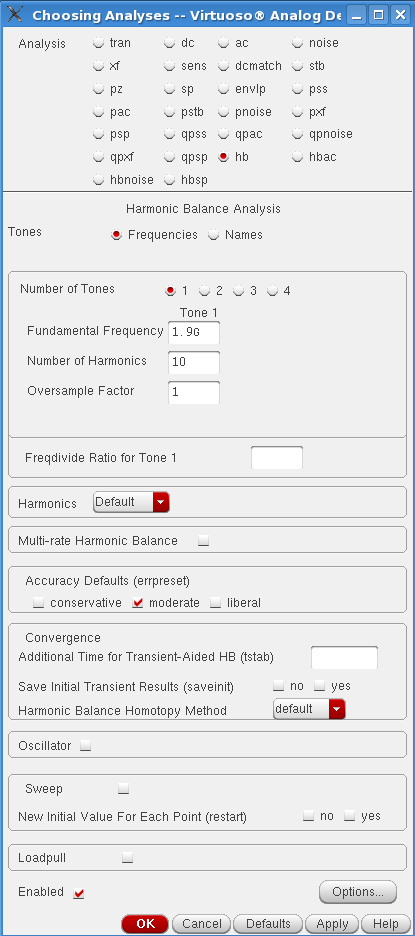 Choosing Analyses -- Virtuoso® Analog De
Analysis tran dc ac noise
xf sens dcmatch stb
pz sp envlp pss
pac pstb pnoise pxf
psp qpss qpac qpnoise
qpxf qpsp hb hbac
hbnoise hbsp
Harmonic Balance Analysis
Tones Frequencies Names
Number of Tones 1 2 3 4
Tone 1
Fundamental Frequency 1.9G
Number of Harmonics 10
Oversample Factor 1
Freqdivide Ratio for Tone 1
Harmonics Default
Multi-rate Harmonic Balance
Accuracy Defaults (errpreset)
conservative moderate liberal
Convergence
Additional Time for Transient-Aided HB (tstab)
Save Initial Transient Results (saveinit) no yes
Harmonic Balance Homotopy Method default
Oscillator
Sweep
New Initial Value For Each Point (restart) no yes
Loadpull
Enabled Options...
OK Cancel Defaults Apply Help